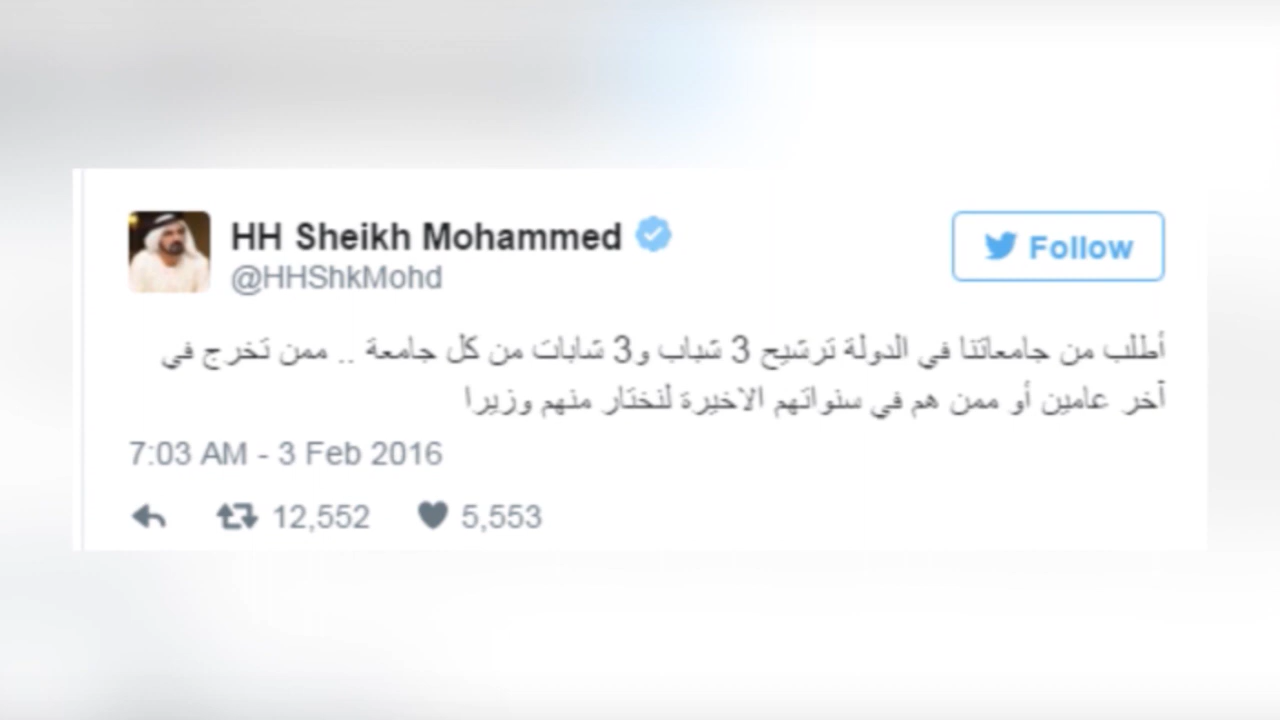 HH Sheikh Mohammed
@HHShkMohd
Follow
أطلب من جامعاتنا في الدولة ترشيح 3 شباب و3 شابات من كل جامعة .. ممن تخرج في
آخر عامين أو ممن هم في سنواتهم الاخيرة لنختار منهم وزيرا
7:03 AM - 3 Feb 2016
12,552 5,553